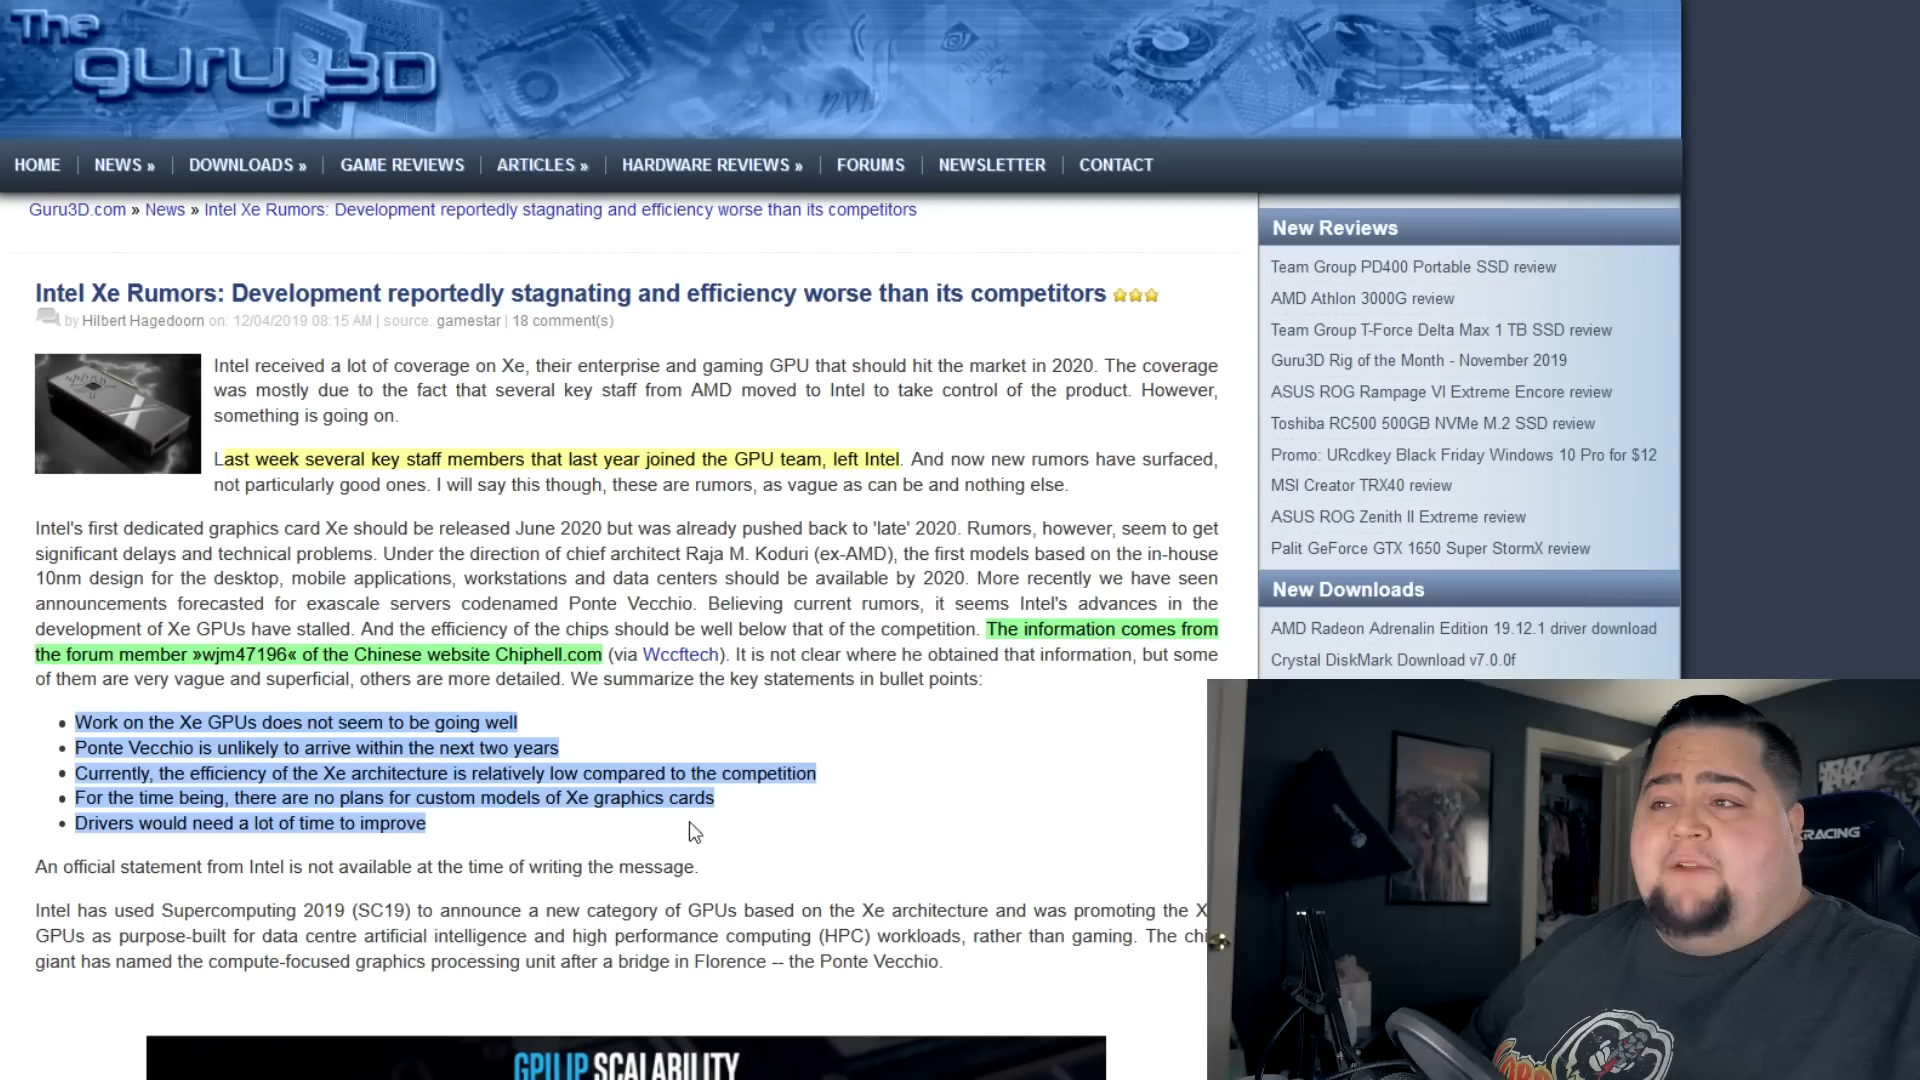 The
guru
of 3D
HOME
NEWS »
DOWNLOADS »
GAME REVIEWS
ARTICLES »
HARDWARE REVIEWS »
FORUMS
NEWSLETTER
CONTACT
Guru3D.com » News » Intel Xe Rumors: Development reportedly stagnating and efficiency worse than its competitors
Intel Xe Rumors: Development reportedly stagnating and efficiency worse than its competitors
by Hilbert Hagedoorn on: 12/04/2019 08:15 AM | source: gamestar | 18 comment(s)
Intel received a lot of coverage on Xe, their enterprise and gaming GPU that should hit the market in 2020. The coverage
was mostly due to the fact that several key staff from AMD moved to Intel to take control of the product. However,
something is going on.
Last week several key staff members that last year joined the GPU team, left Intel. And now new rumors have surfaced,
not particularly good ones. I will say this though, these are rumors, as vague as can be and nothing else.
Intel's first dedicated graphics card Xe should be released June 2020 but was already pushed back to 'late' 2020. Rumors, however, seem to get
significant delays and technical problems. Under the direction of chief architect Raja M. Koduri (ex-AMD), the first models based on the in-house
10nm design for the desktop, mobile applications, workstations and data centers should be available by 2020. More recently we have seen
announcements forecasted for exascale servers codenamed Ponte Vecchio. Believing current rumors, it seems Intel's advances in the
development of Xe GPUs have stalled. And the efficiency of the chips should be well below that of the competition. The information comes from
the forum member »wjm47196« of the Chinese website Chiphell.com (via Wccftech). It is not clear where he obtained that information, but some
of them are very vague and superficial, others are more detailed. We summarize the key statements in bullet points:
• Work on the Xe GPUs does not seem to be going well
• Ponte Vecchio is unlikely to arrive within the next two years
• Currently, the efficiency of the Xe architecture is relatively low compared to the competition
• For the time being, there are no plans for custom models of Xe graphics cards
• Drivers would need a lot of time to improve
An official statement from Intel is not available at the time of writing the message.
Intel has used Supercomputing 2019 (SC19) to announce a new category of GPUs based on the Xe architecture and was promoting the X
GPUs as purpose-built for data centre artificial intelligence and high performance computing (HPC) workloads, rather than gaming. The chi
giant has named the compute-focused graphics processing unit after a bridge in Florence -- the Ponte Vecchio.
GPU IP SCALABILITY
New Reviews
Team Group PD400 Portable SSD review
AMD Athlon 3000G review
Team Group T-Force Delta Max 1 TB SSD review
Guru3D Rig of the Month - November 2019
ASUS ROG Rampage VI Extreme Encore review
Toshiba RC500 500GB NVMe M.2 SSD review
Promo: URcdkey Black Friday Windows 10 Pro for $12
MSI Creator TRX40 review
ASUS ROG Zenith II Extreme review
Palit GeForce GTX 1650 Super StormX review
New Downloads
AMD Radeon Adrenalin Edition 19.12.1 driver download
Crystal DiskMark Download v7.0.0f
RACING